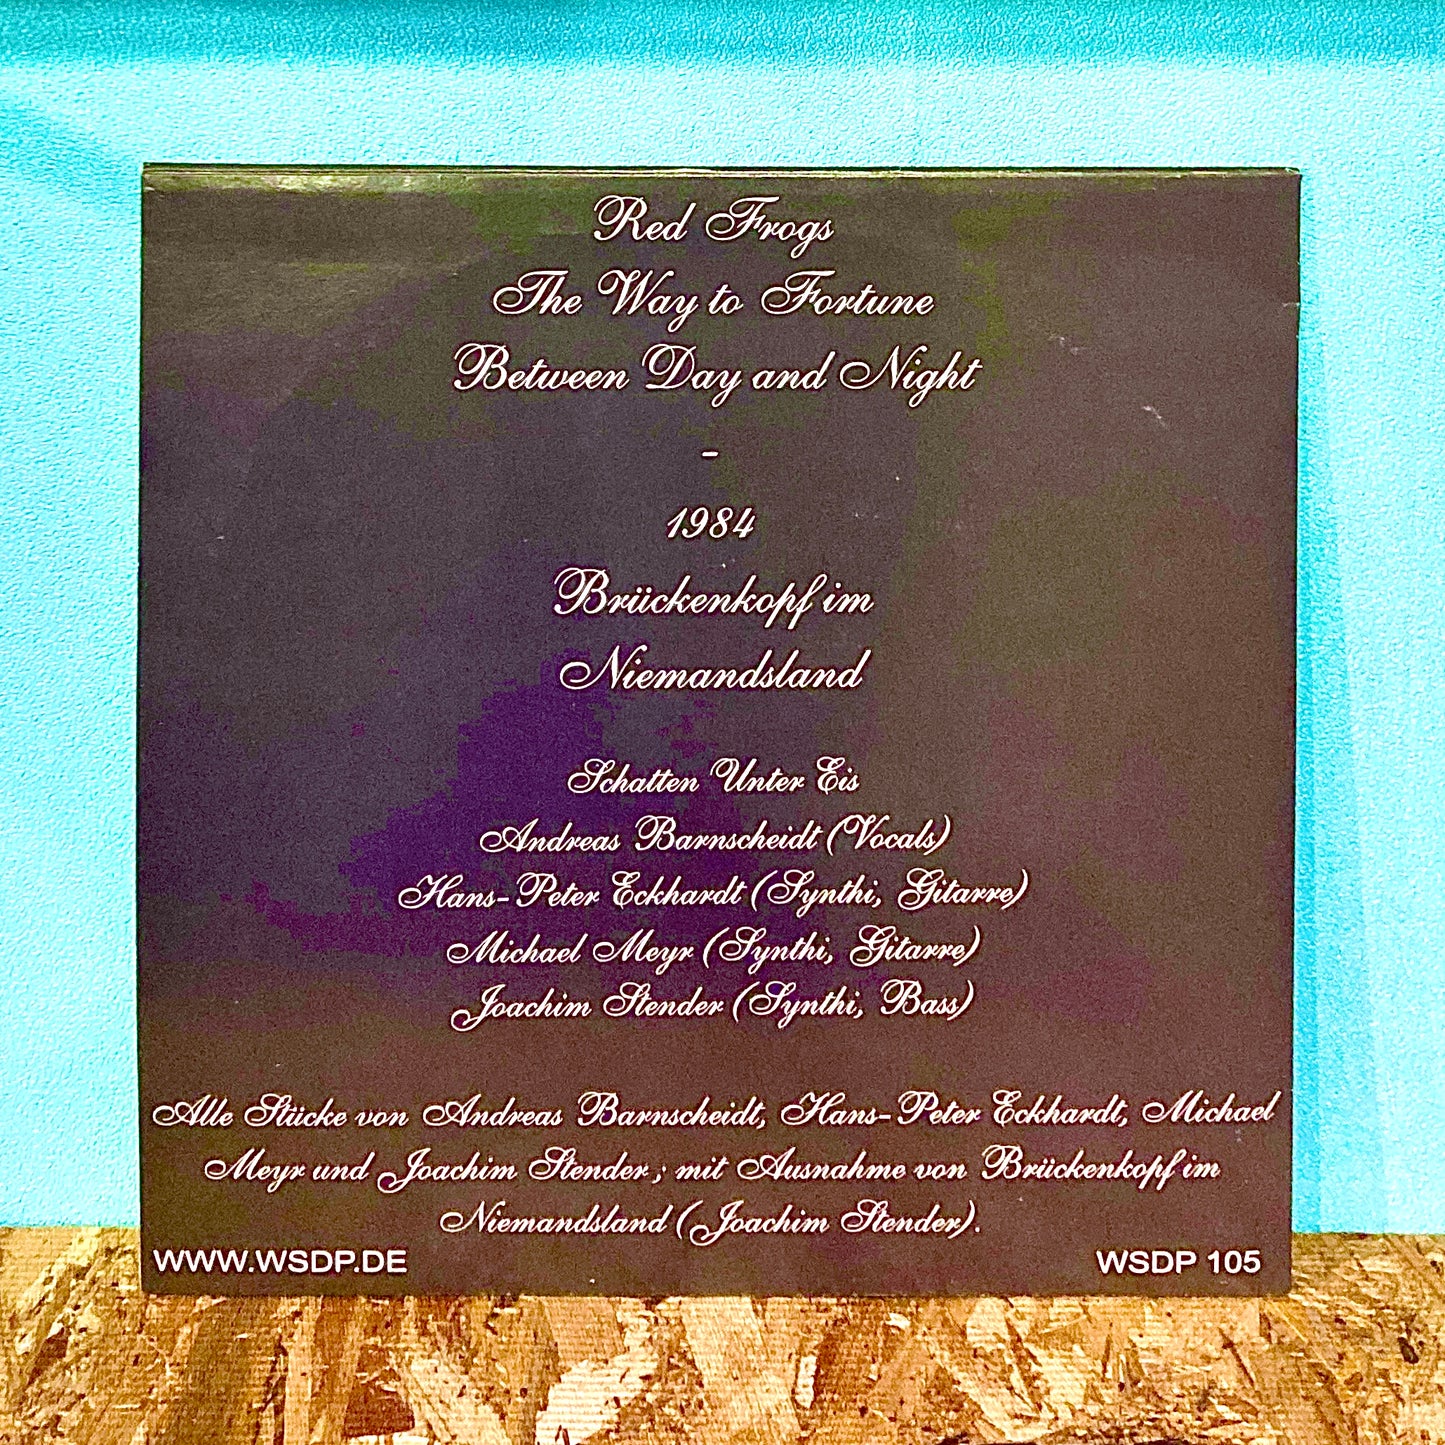 Red Frogs
The Way to Fortune
Between Day and Night
-
1984
Brückenkopf im
Niemandsland
Schatten Unter Eis
Andreas Barnscheidt (Vocals)
Hans-Peter Eckhardt (Synthi, Gitarre)
Michael Meyr (Synthi, Gitarre)
Joachim Stender (Synthi, Bass)
Alle Stücke von Andreas Barnscheidt, Hans-Peter Eckhardt, Michael
Meyr und Joachim Stender ; mit Ausnahme von Brückenkopf im
Niemandsland (Joachim Stender).
WWW.WSDP.DE WSDP 105